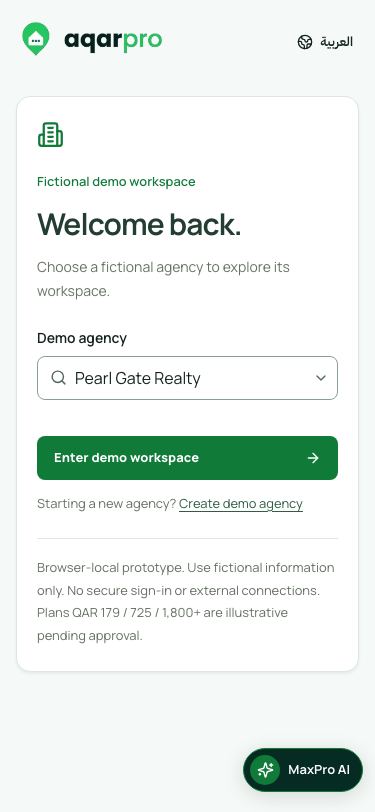 aqarpro
العربية
Fictional demo workspace
Welcome back.
Choose a fictional agency to explore its
workspace.
Demo agency
Pearl Gate Realty
Enter demo workspace
Starting a new agency? Create demo agency
Browser-local prototype. Use fictional information
only. No secure sign-in or external connections.
Plans QAR 179 / 725 / 1,800+ are illustrative
pending approval.
MaxPro AI